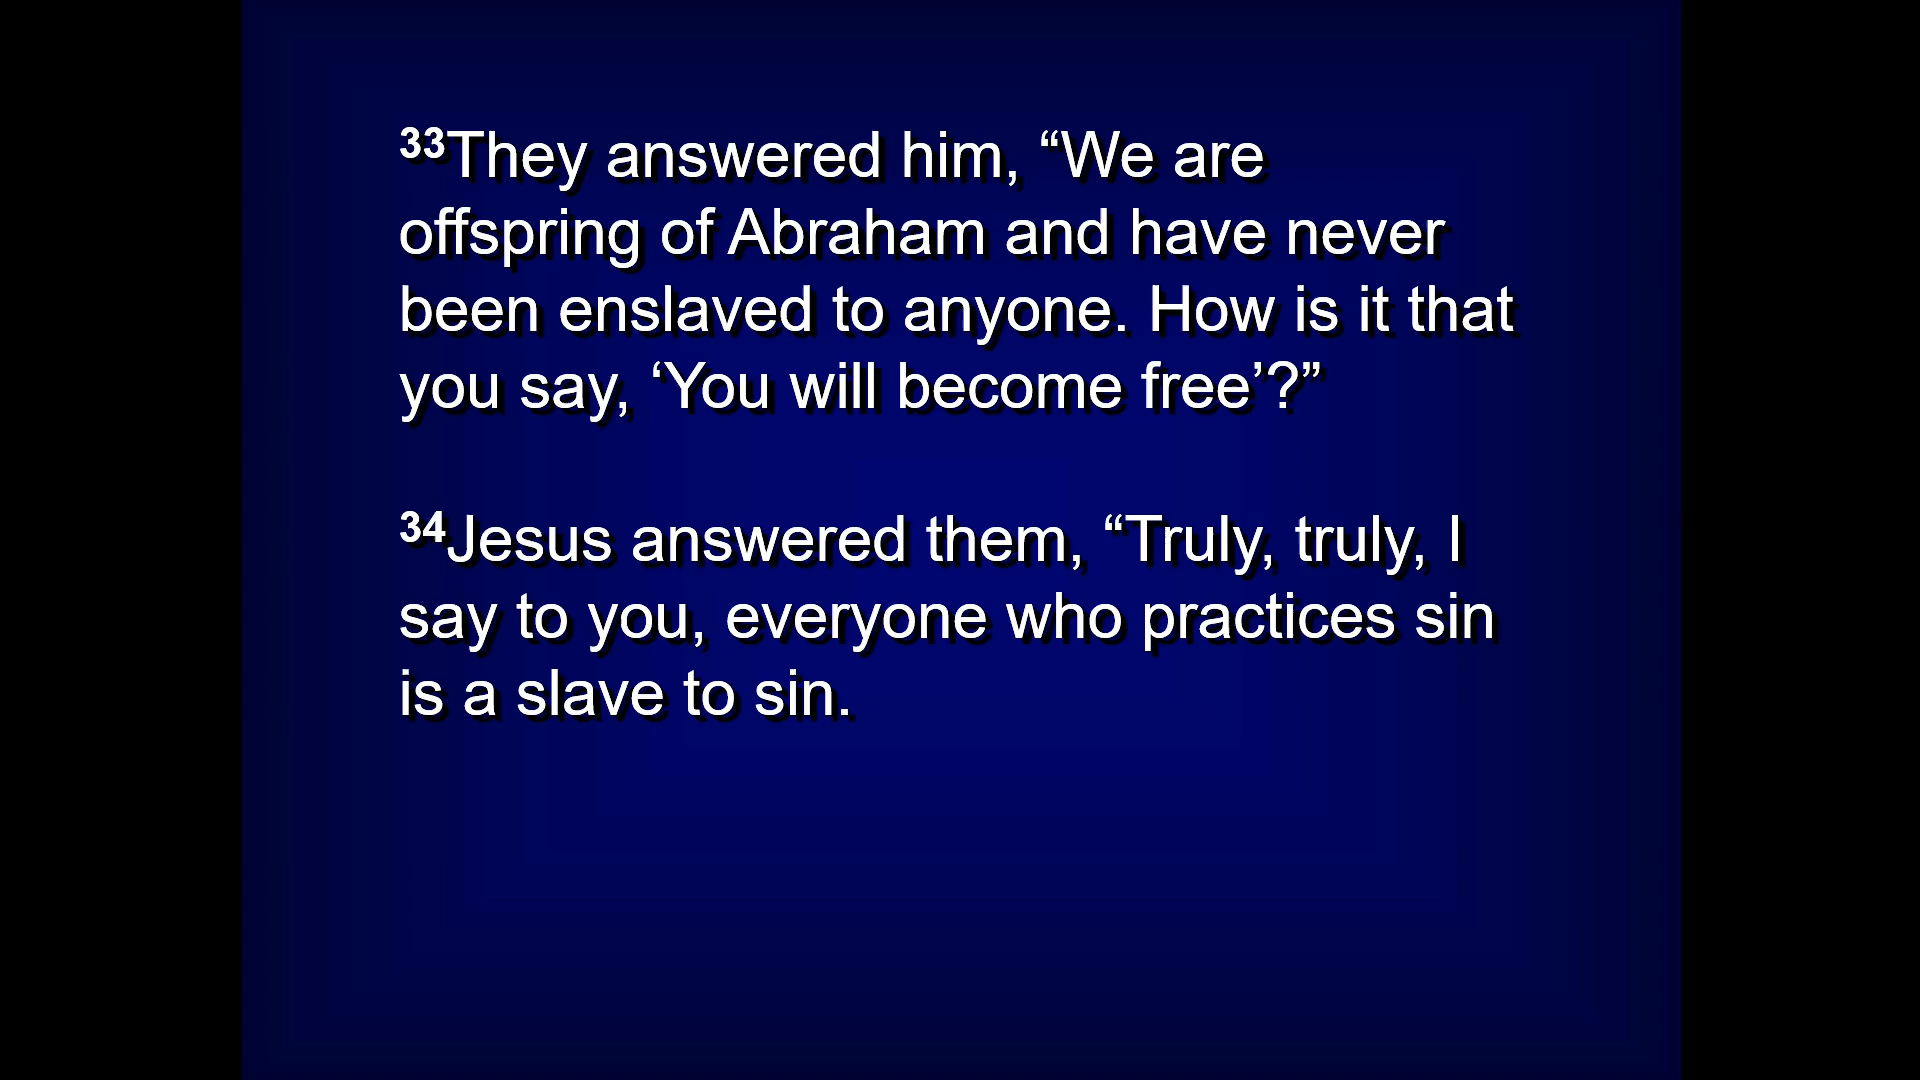 33They answered him, “We are
offspring of Abraham and have never
been enslaved to anyone. How is it that
you say, ‘You will become free’?”
34Jesus answered them, “Truly, truly, I
say to you, everyone who practices sin
is a slave to sin.